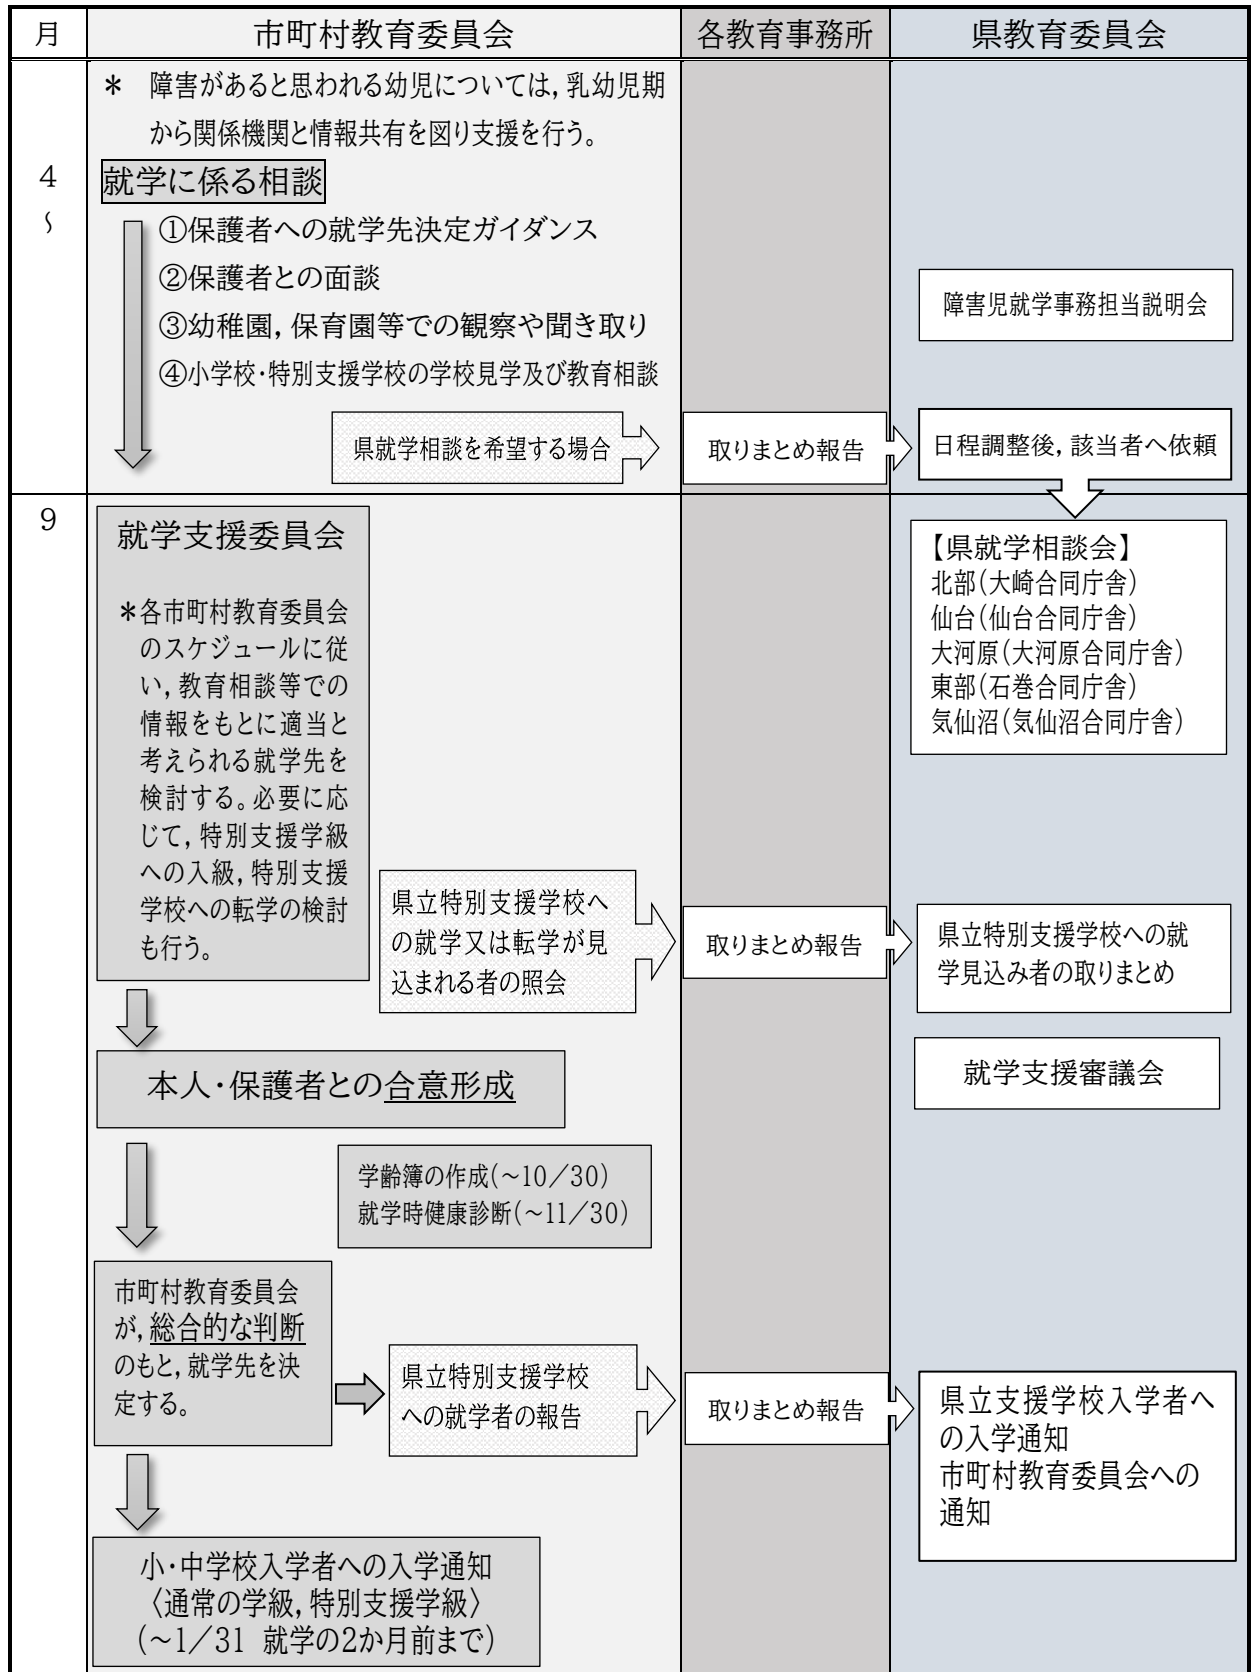 月
市町村教育委員会
各教育事務所
県教育委員会
4
～
＊　障害があると思われる幼児については，乳幼児期
から関係機関と情報共有を図り支援を行う。
就学に係る相談
①保護者への就学先決定ガイダンス
②保護者との面談
③幼稚園，保育園等での観察や聞き取り
④小学校・特別支援学校の学校見学及び教育相談
障害児就学事務担当説明会
県就学相談を希望する場合
取りまとめ報告
日程調整後，該当者へ依頼
9
就学支援委員会
＊各市町村教育委員会
のスケジュールに従
い，教育相談等での
情報をもとに適当と
考えられる就学先を
検討する。必要に応
じて，特別支援学級
への入級，特別支援
学校への転学の検討
も行う。
【県就学相談会】
北部（大崎合同庁舎）
仙台（仙台合同庁舎）
大河原（大河原合同庁舎）
東部（石巻合同庁舎）
気仙沼（気仙沼合同庁舎）
県立特別支援学校へ
の就学又は転学が見
込まれる者の照会
取りまとめ報告
県立特別支援学校への就
学見込み者の取りまとめ
本人・保護者との合意形成
就学支援審議会
学齢簿の作成（～10／30）
就学時健康診断（～11／30）
市町村教育委員会
が，総合的な判断
のもと，就学先を決
定する。
県立特別支援学校
への就学者の報告
取りまとめ報告
県立支援学校入学者へ
の入学通知
市町村教育委員会への
通知
小・中学校入学者への入学通知
〈通常の学級，特別支援学級〉
（～1／31　就学の2か月前まで）